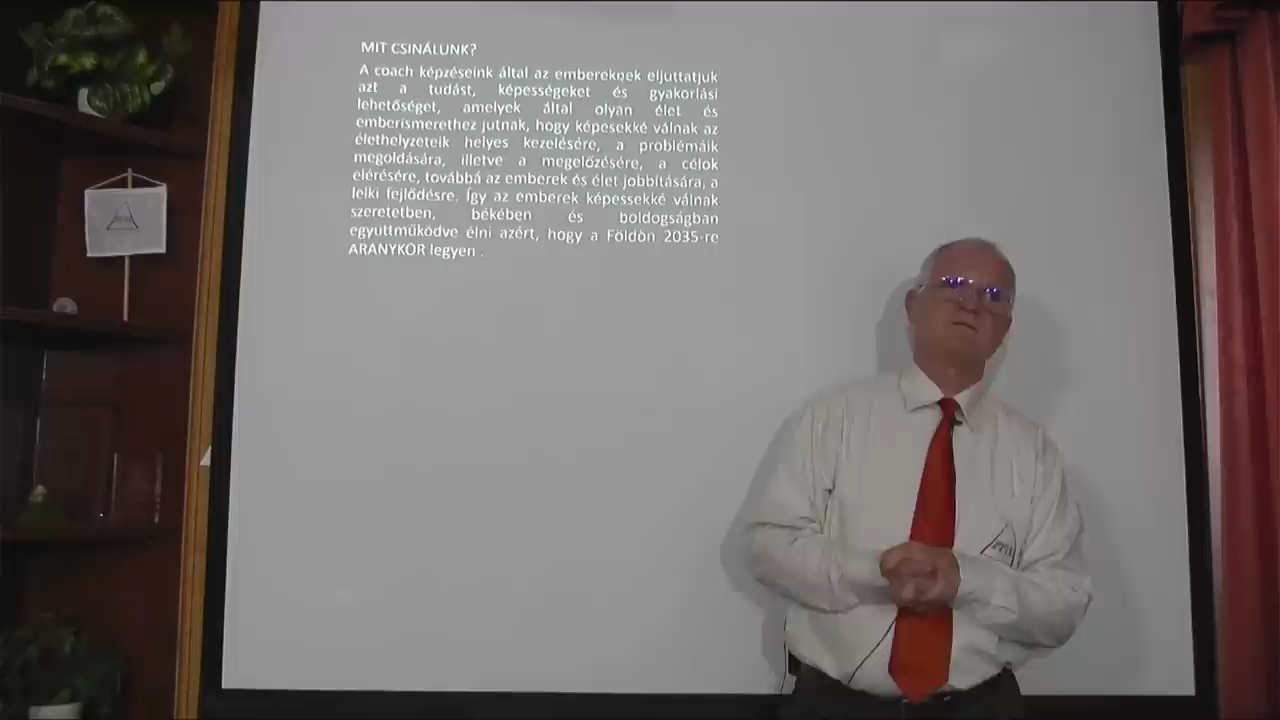 MIT CSINÁLUNK?
A coach képzéseink által az embereknek eljuttatjuk
azt a tudást, képességeket és gyakorlási
lehetőséget, amelyek által olyan élet és
emberismerethez jutnak, hogy képesekké válnak az
élethelyzeteik helyes kezelésére, a problémáik
megoldására, illetve a megelőzésére, a célok
elérésére, továbbá az emberek és élet jobbítására, a
lelki fejlődésre. Így az emberek képessekké válnak
szeretetben, békében és boldogságban
együttműködve élni azért, hogy a Földön 2035-re
ARANYKOR legyen .